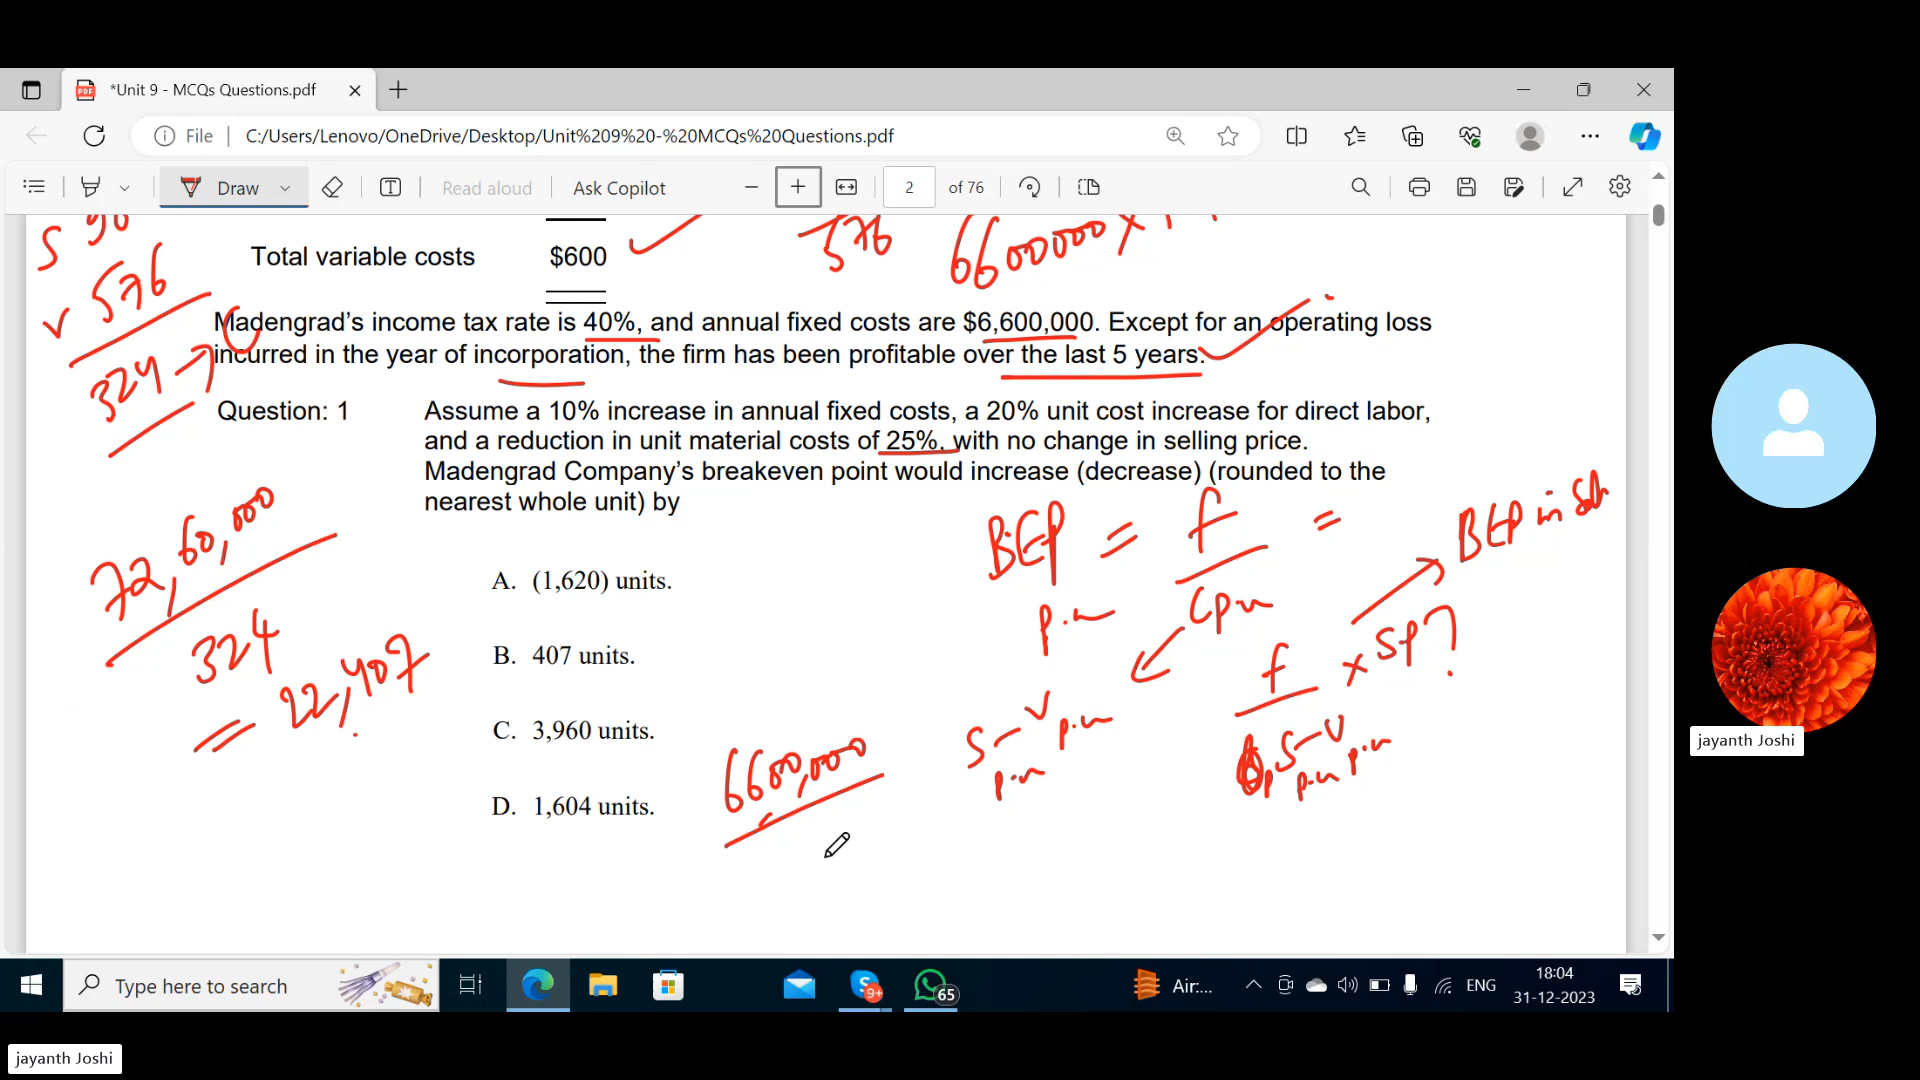 *Unit 9 - MCQs Questions.pdf
File
C:/Users/Lenovo/OneDrive/Desktop/Unit%209%20-%20MCQs%20Questions.pdf
Draw
Read aloud
Ask Copilot
2
of 76
S 90
Total variable costs $600
576
6600000 x
V 576
Madengrad’s income tax rate is 40%, and annual fixed costs are $6,600,000. Except for an operating loss
incurred in the year of incorporation, the firm has been profitable over the last 5 years.
324 → C
Question: 1
Assume a 10% increase in annual fixed costs, a 20% unit cost increase for direct labor,
and a reduction in unit material costs of 25%, with no change in selling price.
Madengrad Company’s breakeven point would increase (decrease) (rounded to the
nearest whole unit) by
BEP = f =
p.u Cpu
BEP in
72,60,000
324
= 22,407
A. (1,620) units.
B. 407 units.
C. 3,960 units.
D. 1,604 units.
f x SP?
S - V
p.u p.u
S - V
p.u p.u
6600,000
jayanth Joshi
Type here to search
9+
65
Air:...
ENG
18:04
31-12-2023
jayanth Joshi